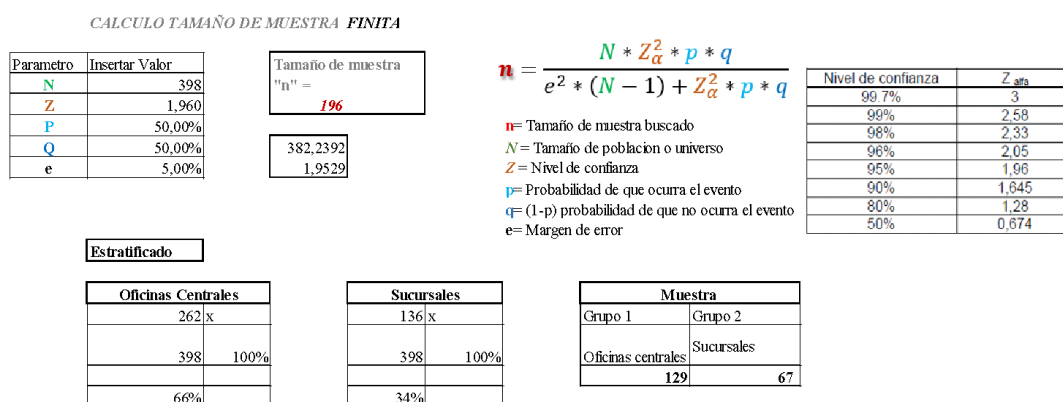 CALCULO TAMAÑO DE MUESTRA FINITA
Parametro Insertar Valor
N 398
Z 1,960
P 50,00%
Q 50,00%
e 5,00%
Tamaño de muestra
"n" =
196
382,2392
1,9529
n = N * Z²α * p * q / e² * (N − 1) + Z²α * p * q
n= Tamaño de muestra buscado
N = Tamaño de poblacion o universo
Z = Nivel de confianza
p= Probabilidad de que ocurra el evento
q= (1-p) probabilidad de que no ocurra el evento
e= Margen de error
Nivel de confianza Z alfa
99.7% 3
99% 2,58
98% 2,33
96% 2,05
95% 1,96
90% 1,645
80% 1,28
50% 0,674
Estratificado
Oficinas Centrales
262 x
398 100%
66%
Sucursales
136 x
398 100%
34%
Muestra
Grupo 1 Grupo 2
Oficinas centrales Sucursales
129 67